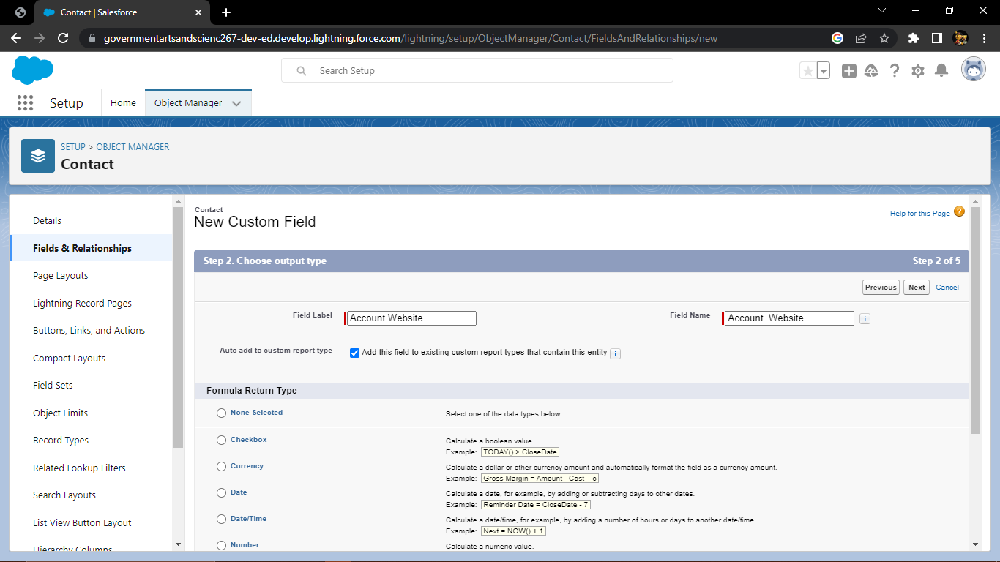 Contact | Salesforce
governmentartsandscienc267-dev-ed.develop.lightning.force.com/lightning/setup/ObjectManager/Contact/FieldsAndRelationships/new
Search Setup
Setup
Home
Object Manager
SETUP > OBJECT MANAGER
Contact
Details
Fields & Relationships
Page Layouts
Lightning Record Pages
Buttons, Links, and Actions
Compact Layouts
Field Sets
Object Limits
Record Types
Related Lookup Filters
Search Layouts
List View Button Layout
Hierarchy Columns
Contact
New Custom Field
Help for this Page
Step 2. Choose output type
Step 2 of 5
Previous
Next
Cancel
Field Label
Account Website
Field Name
Account_Website
Auto add to custom report type
Add this field to existing custom report types that contain this entity
Formula Return Type
None Selected
Select one of the data types below.
Checkbox
Calculate a boolean value
Example: TODAY() > CloseDate
Currency
Calculate a dollar or other currency amount and automatically format the field as a currency amount.
Example: Gross Margin = Amount - Cost__c
Date
Calculate a date, for example, by adding or subtracting days to other dates.
Example: Reminder Date = CloseDate - 7
Date/Time
Calculate a date/time, for example, by adding a number of hours or days to another date/time.
Example: Next = NOW() + 1
Number
Calculate a numeric value.